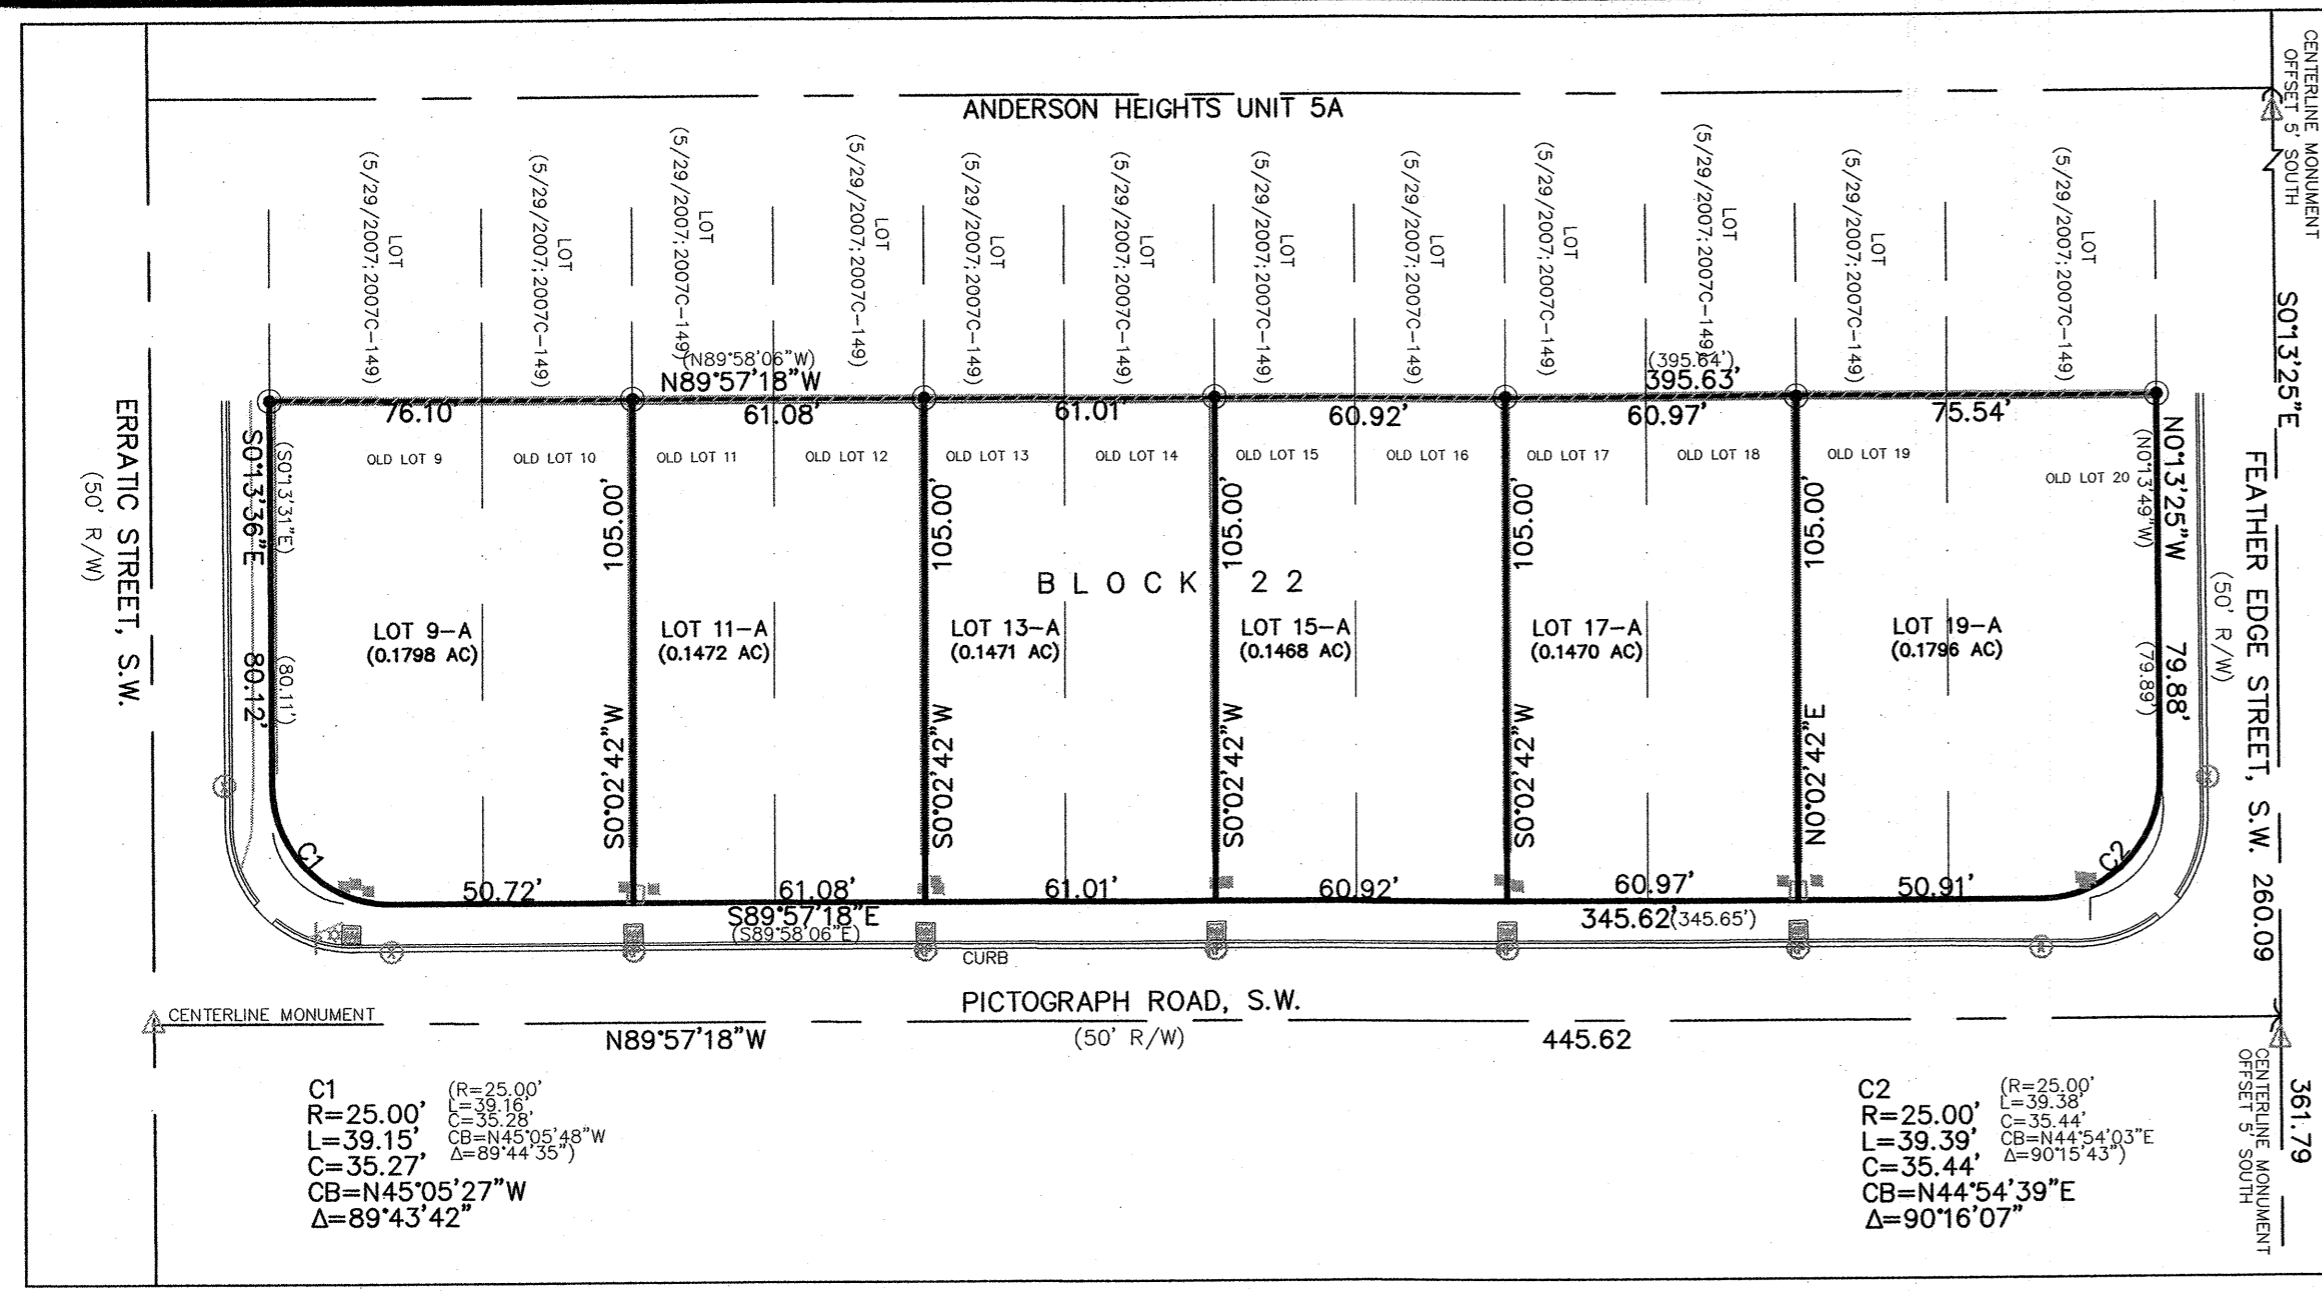 CENTERLINE MONUMENT
OFFSET 5' SOUTH
ANDERSON HEIGHTS UNIT 5A
LOT
(5/29/2007;2007C-149)
LOT
(5/29/2007;2007C-149)
LOT
(5/29/2007;2007C-149)
LOT
(5/29/2007;2007C-149)
LOT
(5/29/2007;2007C-149)
LOT
(5/29/2007;2007C-149)
LOT
(5/29/2007;2007C-149)
LOT
(5/29/2007;2007C-149)
LOT
(5/29/2007;2007C-149)
LOT
(5/29/2007;2007C-149)
LOT
(5/29/2007;2007C-149)
LOT
(5/29/2007;2007C-149)
(N89°58'06"W)
N89°57'18"W
(395.64')
395.63'
76.10'
61.08'
61.01'
60.92'
60.97'
75.54'
OLD LOT 9
OLD LOT 10
OLD LOT 11
OLD LOT 12
OLD LOT 13
OLD LOT 14
OLD LOT 15
OLD LOT 16
OLD LOT 17
OLD LOT 18
OLD LOT 19
OLD LOT 20
ERRATIC STREET, S.W.
(50' R/W)
S0°13'36"E
80.12'
(S0°13'31"E)
(80.11')
105.00'
105.00'
105.00'
105.00'
105.00'
BLOCK 22
LOT 9-A
(0.1798 AC)
LOT 11-A
(0.1472 AC)
LOT 13-A
(0.1471 AC)
LOT 15-A
(0.1468 AC)
LOT 17-A
(0.1470 AC)
LOT 19-A
(0.1796 AC)
S0°02'42"W
S0°02'42"W
S0°02'42"W
S0°02'42"W
N0°02'42"E
N0°13'25"W
79.88'
(N0°13'49"W)
(79.89')
S0°13'25"E
FEATHER EDGE STREET, S.W. 260.09
(50' R/W)
C1
C2
50.72'
61.08'
61.01'
60.92'
60.97'
50.91'
S89°57'18"E
(S89°58'06"E)
345.62'
(345.65')
CURB
PICTOGRAPH ROAD, S.W.
(50' R/W)
CENTERLINE MONUMENT
N89°57'18"W
445.62
CENTERLINE MONUMENT
OFFSET 5' SOUTH
361.79
C1
R=25.00'
L=39.15'
C=35.27'
CB=N45°05'27"W
Δ=89°43'42"
(R=25.00'
L=39.16'
C=35.28'
CB=N45°05'48"W
Δ=89°44'35")
C2
R=25.00'
L=39.39'
C=35.44'
CB=N44°54'39"E
Δ=90°16'07"
(R=25.00'
L=39.38'
C=35.44'
CB=N44°54'03"E
Δ=90°15'43")